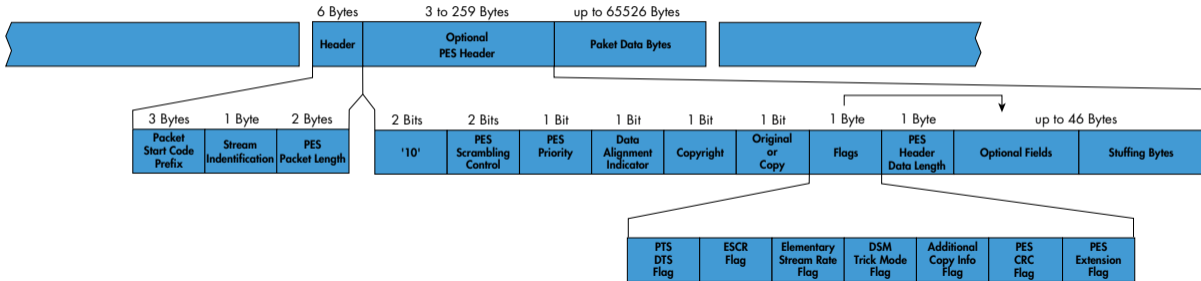 6 Bytes
3 to 259 Bytes
up to 65526 Bytes
Header
Optional
PES Header
Paket Data Bytes
3 Bytes
1 Byte
2 Bytes
2 Bits
2 Bits
1 Bit
1 Bit
1 Bit
1 Bit
1 Byte
1 Byte
up to 46 Bytes
Packet
Start Code
Prefix
Stream
Indentification
PES
Packet Length
'10'
PES
Scrambling
Control
PES
Priority
Data
Alignment
Indicator
Copyright
Original
or
Copy
Flags
PES
Header
Data Length
Optional Fields
Stuffing Bytes
PTS
DTS
Flag
ESCR
Flag
Elementary
Stream Rate
Flag
DSM
Trick Mode
Flag
Additional
Copy Info
Flag
PES
CRC
Flag
PES
Extension
Flag